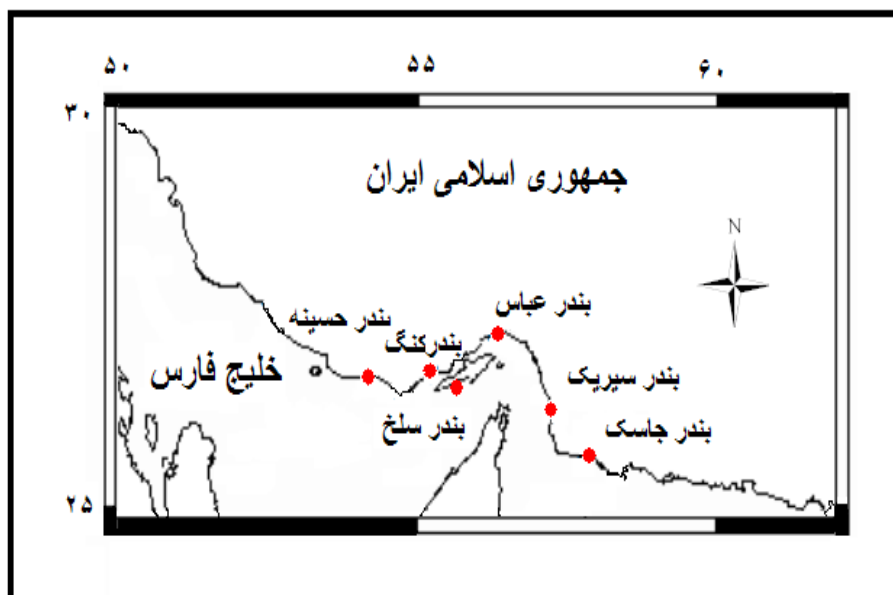 ۵۰ ۵۵ ۶۰
۳۰
جمهوری اسلامی ایران
N
بندر عباس
بندر حسینه
بندرکنگ
خلیج فارس
بندر سیریک
بندر سلخ
بندر جاسک
۲۵